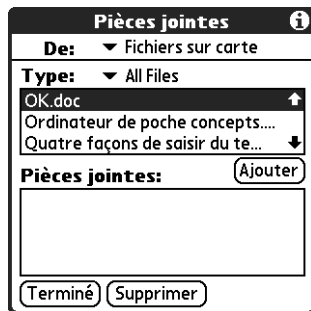 Pièces jointes
De: Fichiers sur carte
Type: All Files
OK.doc
Ordinateur de poche concepts....
Quatre façons de saisir du te...
Pièces jointes:
Ajouter
Terminé Supprimer